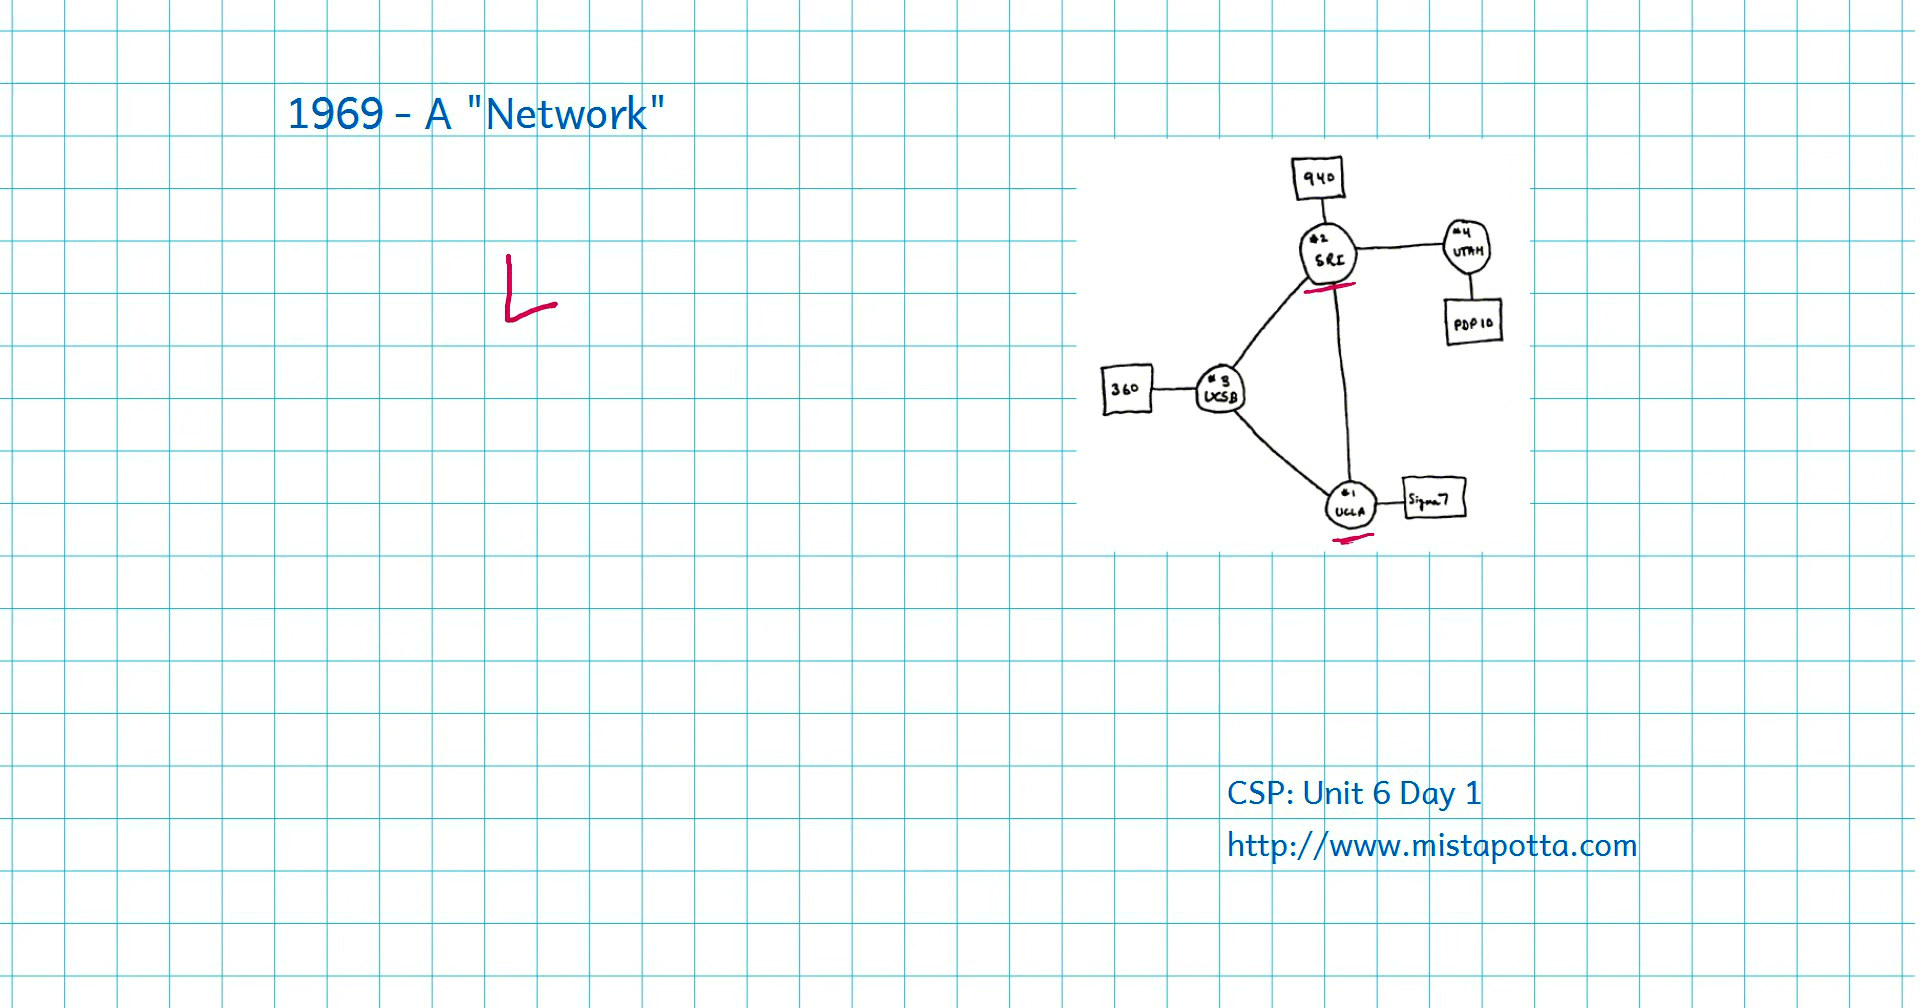 1969 - A "Network"
L
940
#2
SRI
#4
UTAH
PDP 10
360
#3
UCSB
#1
UCLA
Sigma 7
CSP: Unit 6 Day 1
http://www.mistapotta.com